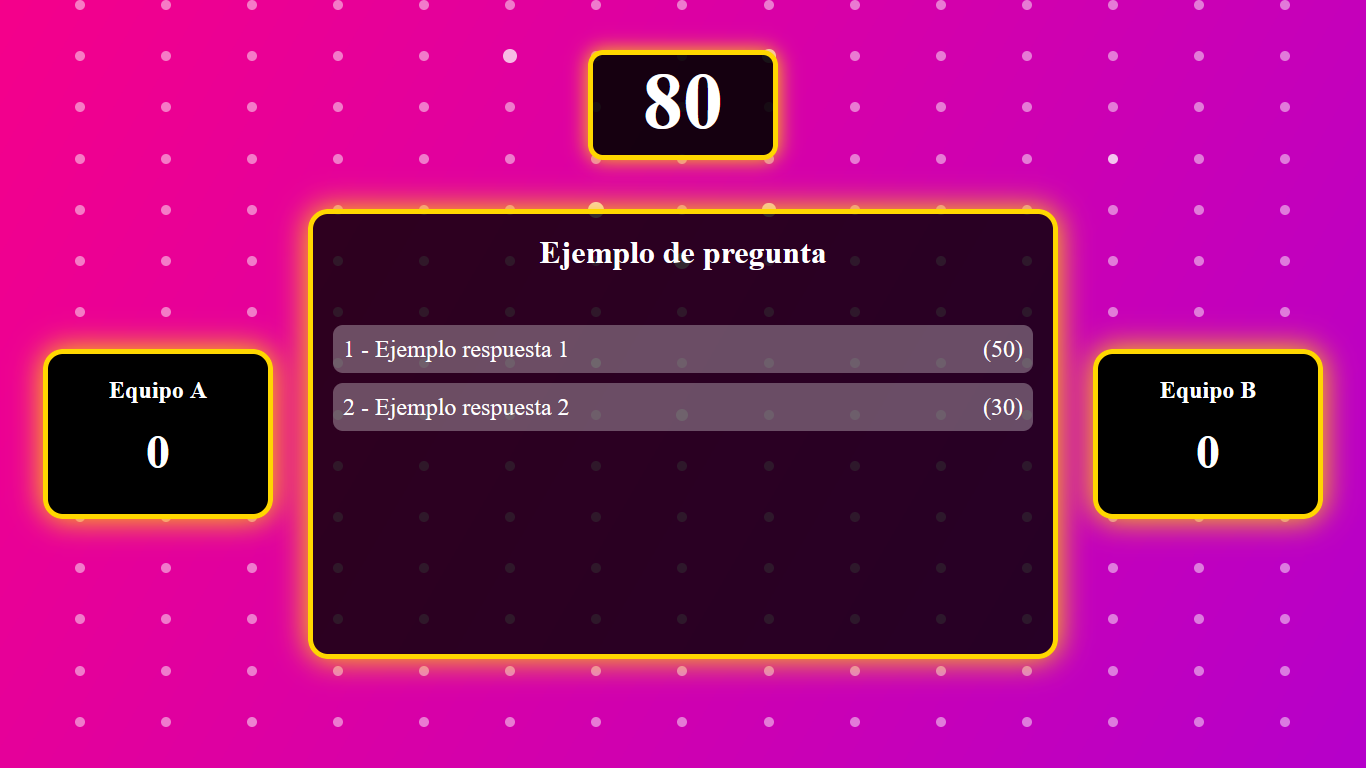 80
Ejemplo de pregunta
1 - Ejemplo respuesta 1 (50)
2 - Ejemplo respuesta 2 (30)
Equipo A
0
Equipo B
0